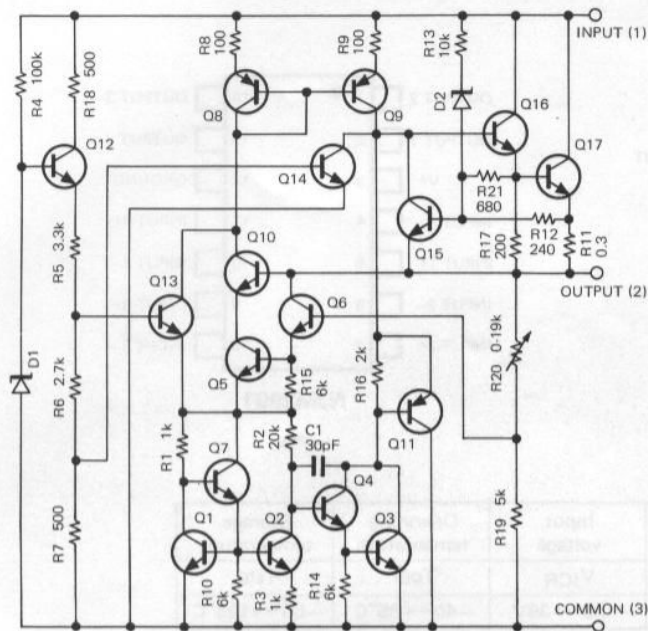 INPUT (1)
R4 100k
R18 500
R8 100
R9 100
R13 10k
Q8
Q9
D2
Q16
Q17
Q12
Q14
R21
680
R5 3.3k
Q10
Q15
R17 200
R12
240
R11 0.3
Q13
Q6
OUTPUT (2)
D1
R6 2.7k
Q5
R15 6k
R16 2k
R20 0-19k
R1 1k
R2 20k
C1
30pF
Q11
Q7
Q4
R7 500
Q1
Q2
Q3
R19 5k
R10 6k
R3 1k
R14 6k
COMMON (3)